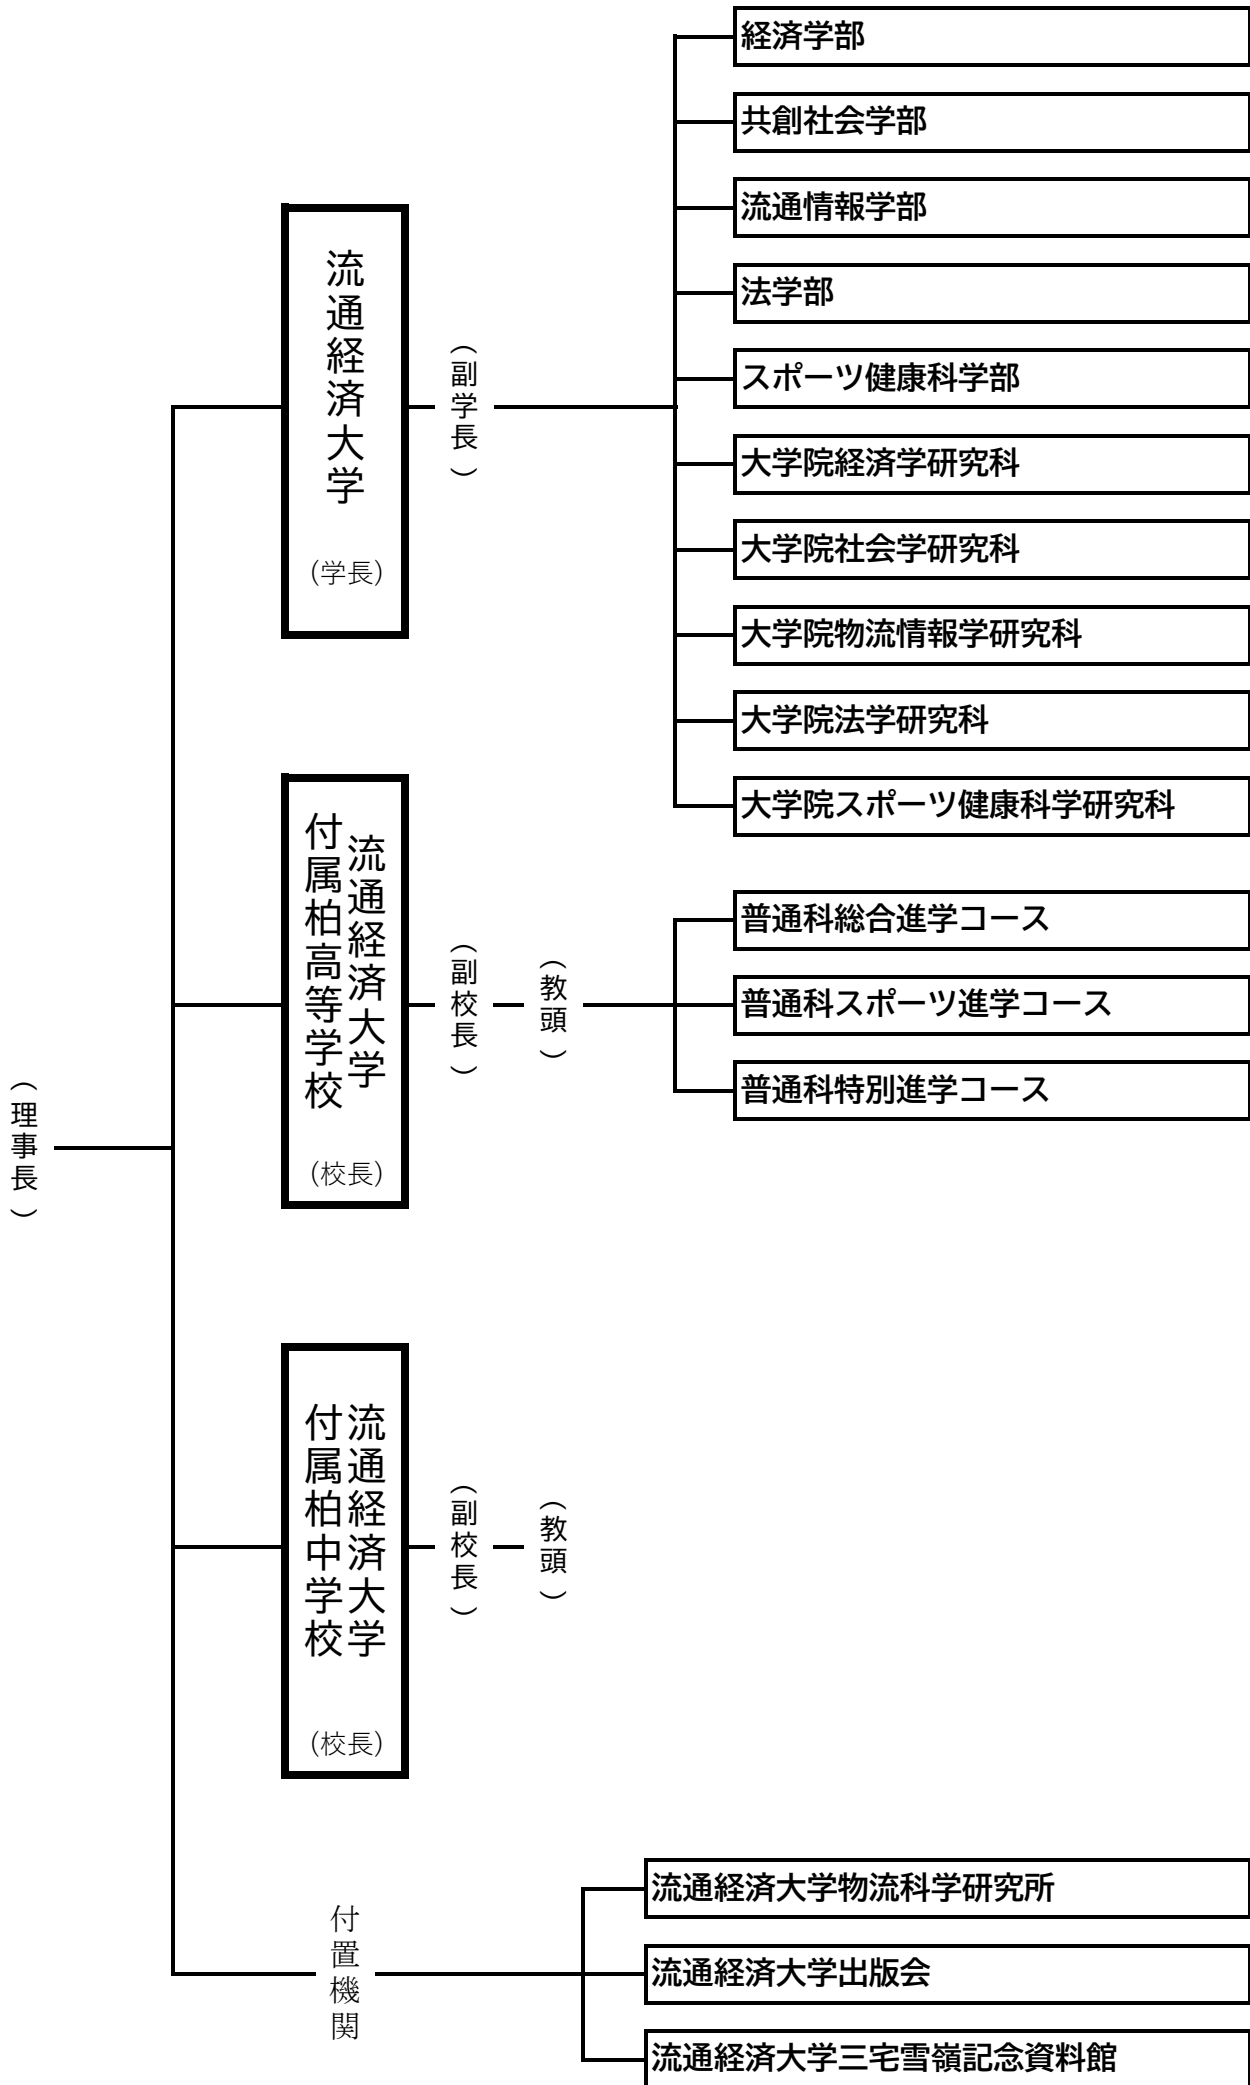 （理事長）
流通経済大学
（学長）
（副学長）
経済学部
共創社会学部
流通情報学部
法学部
スポーツ健康科学部
大学院経済学研究科
大学院社会学研究科
大学院物流情報学研究科
大学院法学研究科
大学院スポーツ健康科学研究科
流通経済大学
付属柏高等学校
（校長）
（副校長）
（教頭）
普通科総合進学コース
普通科スポーツ進学コース
普通科特別進学コース
流通経済大学
付属柏中学校
（校長）
（副校長）
（教頭）
付置機関
流通経済大学物流科学研究所
流通経済大学出版会
流通経済大学三宅雪嶺記念資料館